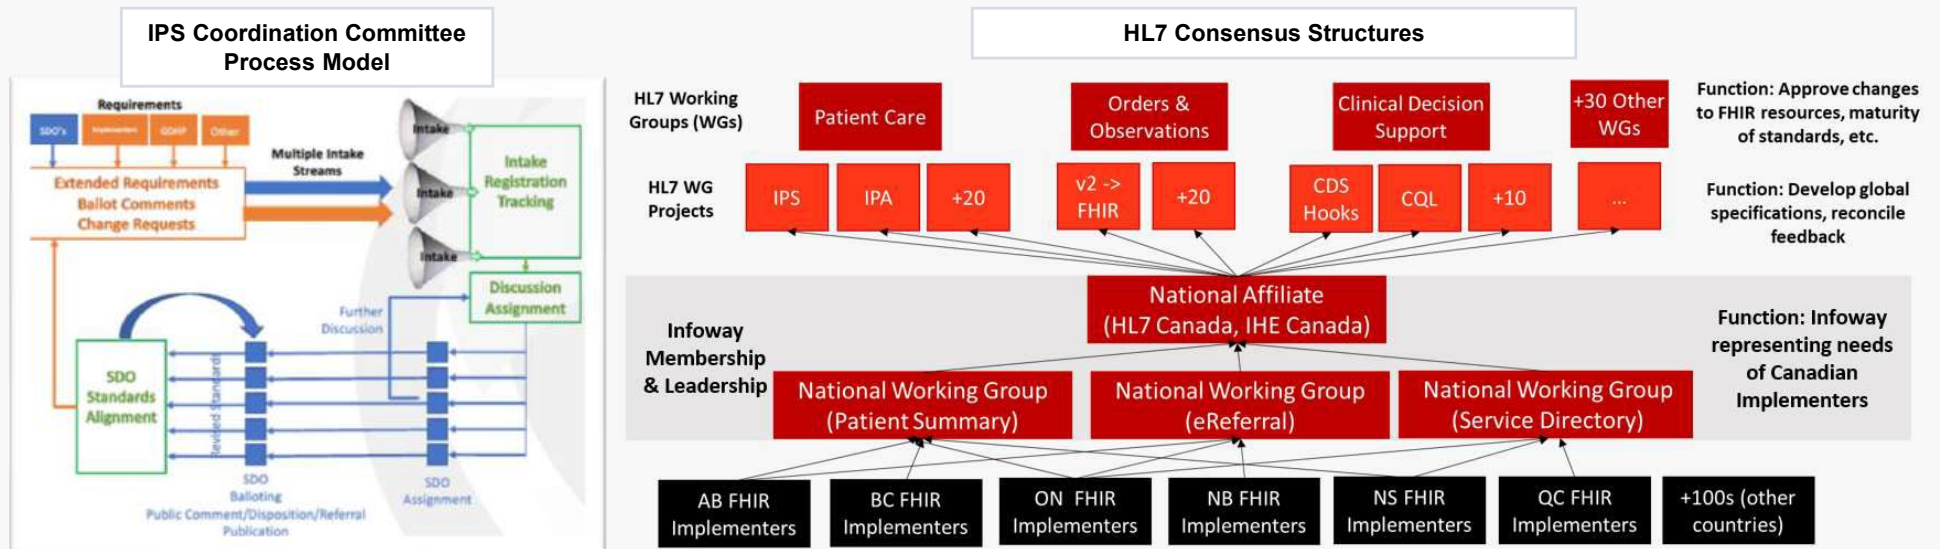 IPS Coordination Committee
Process Model
Requirements
SDO's
Implementers
GDHP
Other
Extended Requirements
Ballot Comments
Change Requests
Multiple Intake
Streams
Intake
Intake
Intake
Intake
Registration
Tracking
Discussion
Assignment
Further
Discussion
SDO
Standards
Alignment
Revised Standards
SDO
Balloting
Public Comment/Disposition/Referral
Publication
SDO
Assignment
HL7 Consensus Structures
HL7 Working
Groups (WGs)
Patient Care
Orders &
Observations
Clinical Decision
Support
+30 Other
WGs
Function: Approve changes
to FHIR resources, maturity
of standards, etc.
HL7 WG
Projects
IPS
IPA
+20
v2 ->
FHIR
+20
CDS
Hooks
CQL
+10
...
Function: Develop global
specifications, reconcile
feedback
Infoway
Membership
& Leadership
National Affiliate
(HL7 Canada, IHE Canada)
National Working Group
(Patient Summary)
National Working Group
(eReferral)
National Working Group
(Service Directory)
Function: Infoway
representing needs
of Canadian
Implementers
AB FHIR
Implementers
BC FHIR
Implementers
ON FHIR
Implementers
NB FHIR
Implementers
NS FHIR
Implementers
QC FHIR
Implementers
+100s (other
countries)